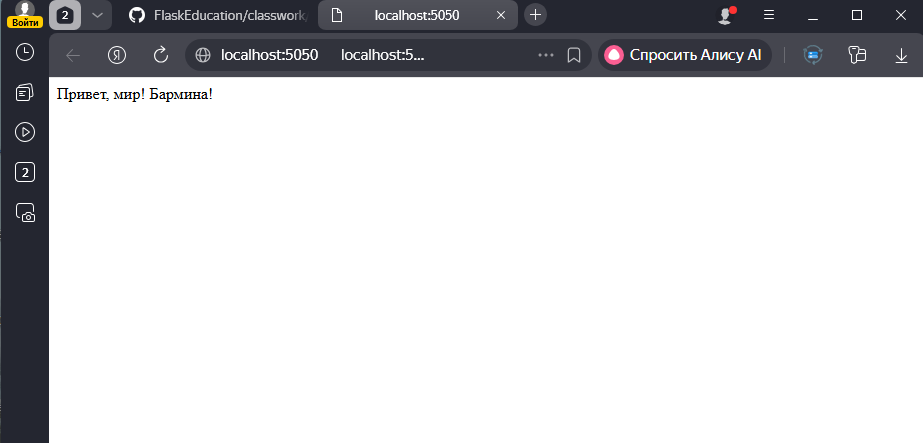 Войти
2
FlaskEducation/classwork
localhost:5050
Я
localhost:5050
localhost:5...
Спросить Алису AI
Привет, мир! Бармина!
2